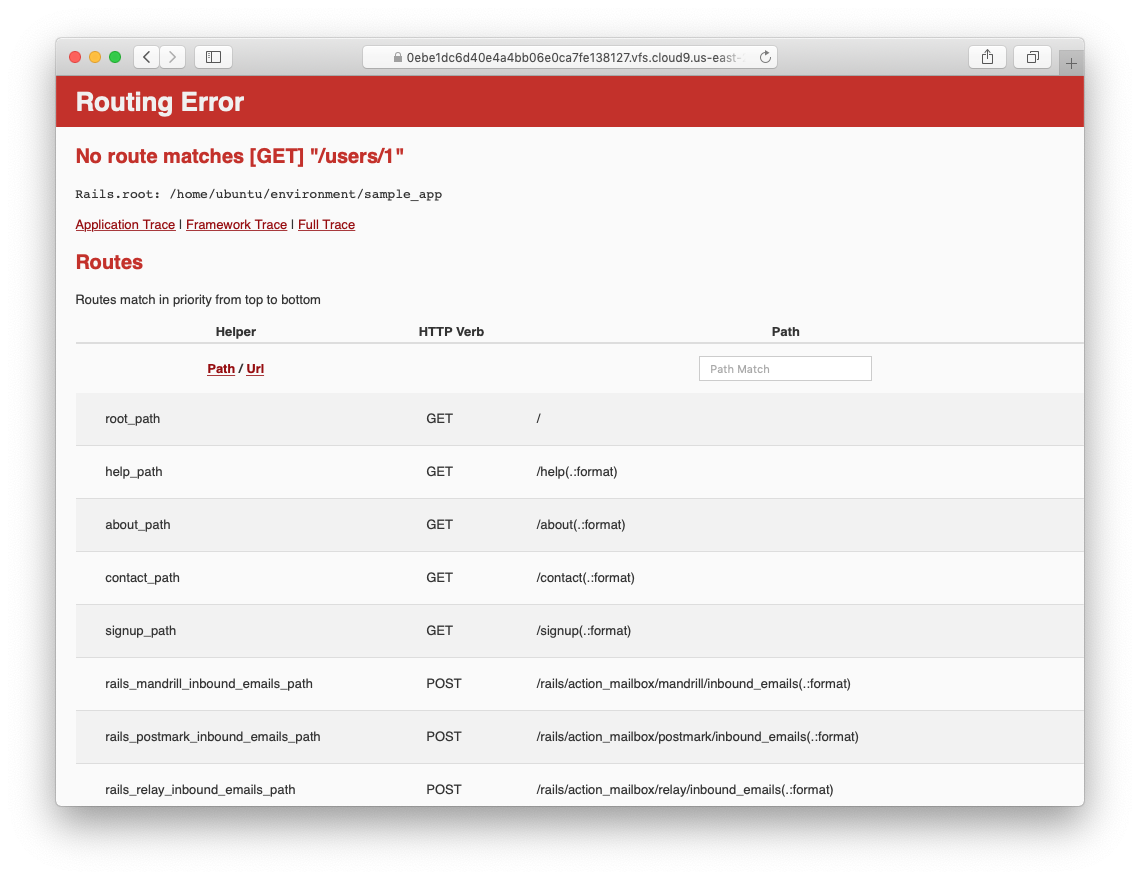 0ebe1dc6d40e4a4bb06e0ca7fe138127.vfs.cloud9.us-east-
Routing Error
No route matches [GET] "/users/1"
Rails.root: /home/ubuntu/environment/sample_app
Application Trace | Framework Trace | Full Trace
Routes
Routes match in priority from top to bottom
Helper HTTP Verb Path
Path / Url Path Match
root_path GET /
help_path GET /help(.:format)
about_path GET /about(.:format)
contact_path GET /contact(.:format)
signup_path GET /signup(.:format)
rails_mandrill_inbound_emails_path POST /rails/action_mailbox/mandrill/inbound_emails(.:format)
rails_postmark_inbound_emails_path POST /rails/action_mailbox/postmark/inbound_emails(.:format)
rails_relay_inbound_emails_path POST /rails/action_mailbox/relay/inbound_emails(.:format)